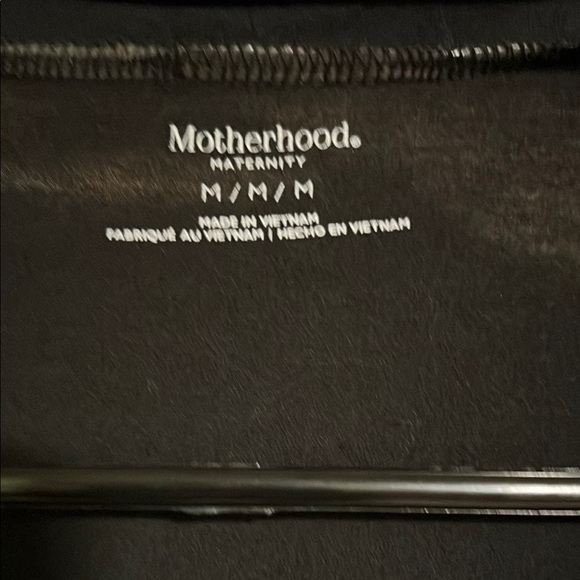 Motherhood®
MATERNITY
M / M / M
MADE IN VIETNAM
FABRIQUÉ AU VIETNAM / HECHO EN VIETNAM